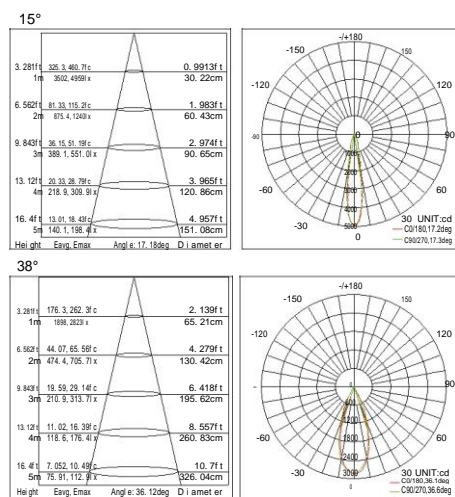 15°
3.281ft 325.3, 460.7fc 0.9913ft
1m 3502, 4959lx 30.22cm
6.562ft 81.33, 115.2fc 1.983ft
2m 875.4, 1240lx 60.43cm
9.843ft 36.15, 51.19fc 2.974ft
3m 389.1, 551.0lx 90.65cm
13.12ft 20.33, 28.79fc 3.965ft
4m 218.9, 309.9lx 120.86cm
16.4ft 13.01, 18.43fc 4.957ft
5m 140.1, 198.4lx 151.08cm
Height Eavg, Emax Angle: 17.18deg Diameter
-/+180
-150 150
-120 120
-90 0 90
-60 60
-30 30
0
1000
2000
3000
4000
5000
UNIT:cd
C0/180,17.2deg
C90/270,17.3deg
38°
3.281ft 176.3, 262.3fc 2.139ft
1m 1898, 2823lx 65.21cm
6.562ft 44.07, 65.56fc 4.279ft
2m 474.4, 705.7lx 130.42cm
9.843ft 19.59, 29.14fc 6.418ft
3m 210.9, 313.7lx 195.62cm
13.12ft 11.02, 16.39fc 8.557ft
4m 118.6, 176.4lx 260.83cm
16.4ft 7.052, 10.49fc 10.7ft
5m 75.91, 112.9lx 326.04cm
Height Eavg, Emax Angle: 36.12deg Diameter
-/+180
-150 150
-120 120
- 0 90
-60 60
-30 30
0
600
1200
1800
2400
3000
UNIT:cd
C0/180,36.1deg
C90/270,36.6deg